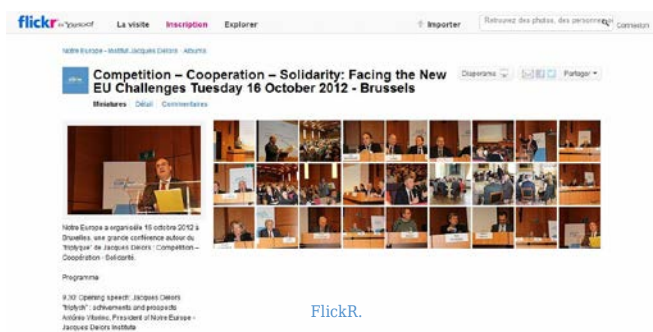 flickr from YAHOO! La visite Inscription Explorer Importer Retrouvez des photos, des personnes Connexion
Notre Europe - Institut Jacques Delors Albums
Competition – Cooperation – Solidarity: Facing the New
EU Challenges Tuesday 16 October 2012 - Brussels
Diaporama Partager
Miniatures Détail Commentaires
Notre Europe a organisé le 16 octobre 2012 à
Bruxelles, une grande conférence autour du
"triptyque" de Jacques Delors : Compétition –
Coopération - Solidarité.
Programme
9.30: Opening speech: Jacques Delors
"triptych" : achivements and prospects
António Vitorino, President of Notre Europe -
Jacques Delors Institute
FlickR.